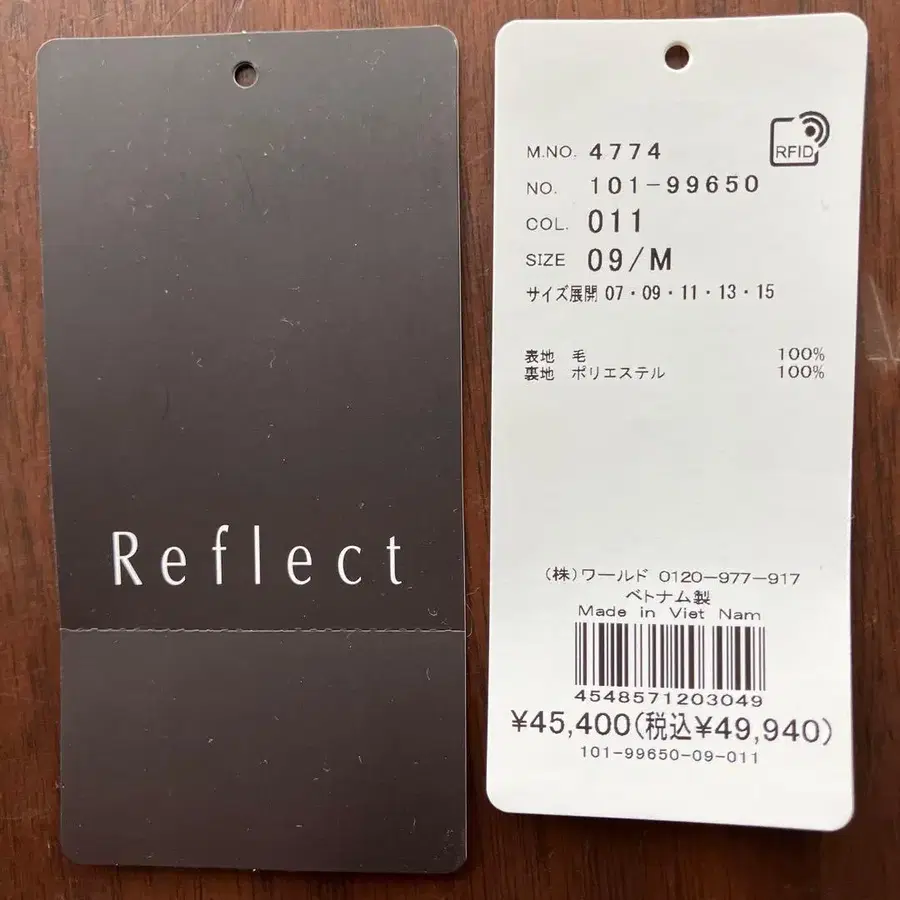 Reflect
RFID
M.NO. 4774
NO. 101-99650
COL. 011
SIZE 09/M
サイズ展開 07・09・11・13・15
表地 毛 100%
裏地 ポリエステル 100%
(株)ワールド 0120-977-917
ベトナム製
Made in Viet Nam
4548571203049
¥45,400(税込¥49,940)
101-99650-09-011